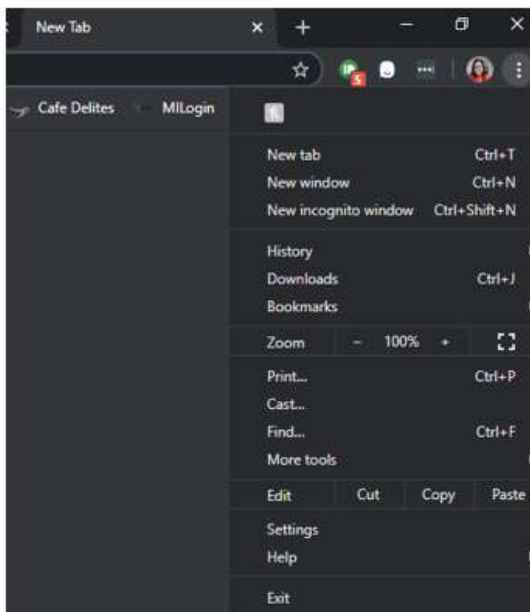 New Tab
Cafe Delites MILogin
New tab Ctrl+T
New window Ctrl+N
New incognito window Ctrl+Shift+N
History
Downloads Ctrl+J
Bookmarks
Zoom - 100% +
Print... Ctrl+P
Cast...
Find... Ctrl+F
More tools
Edit Cut Copy Paste
Settings
Help
Exit